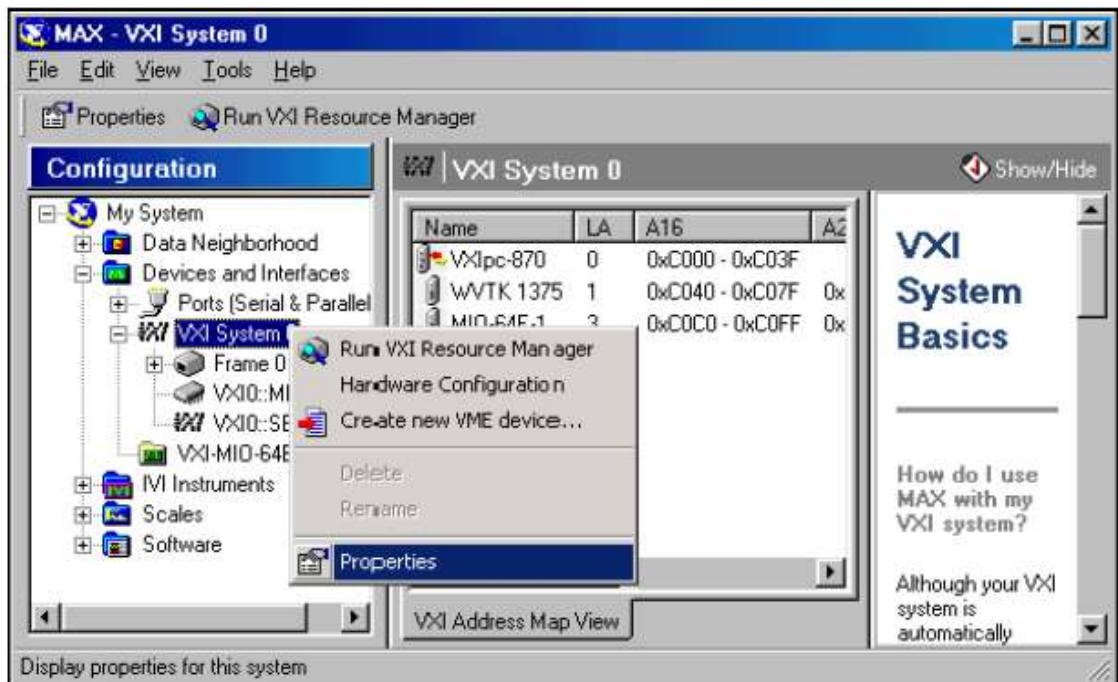 MAX - VXI System 0
File Edit View Tools Help
Properties Run VXI Resource Manager
Configuration
My System
Data Neighborhood
Devices and Interfaces
Ports (Serial & Parallel
VXI System 0
Frame 0
VXI0::MI
VXI0::SE
VXI-MIO-64E
IVI Instruments
Scales
Software
VXI System 0
Show/Hide
Name LA A16 A2
VXIpc-870 0 0xC000 - 0xC03F
WVTK 1375 1 0xC040 - 0xC07F 0x
MIO-64E-1 3 0xC0C0 - 0xC0FF 0x
Run VXI Resource Manager
Hardware Configuration
Create new VME device...
Delete
Rename
Properties
VXI Address Map View
VXI
System
Basics
How do I use
MAX with my
VXI system?
Although your VXI
system is
automatically
Display properties for this system